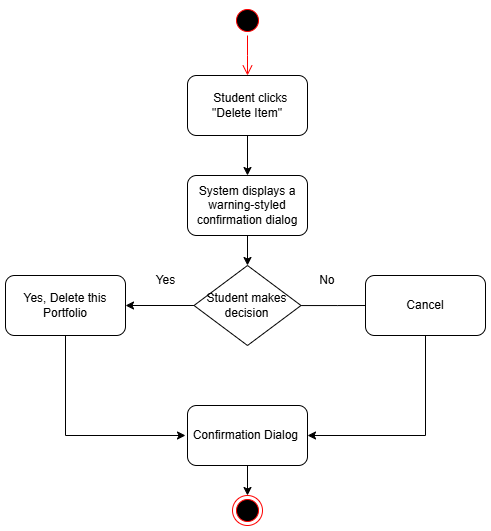 Student clicks
"Delete Item"
System displays a
warning-styled
confirmation dialog
Yes
No
Yes, Delete this
Portfolio
Student makes
decision
Cancel
Confirmation Dialog